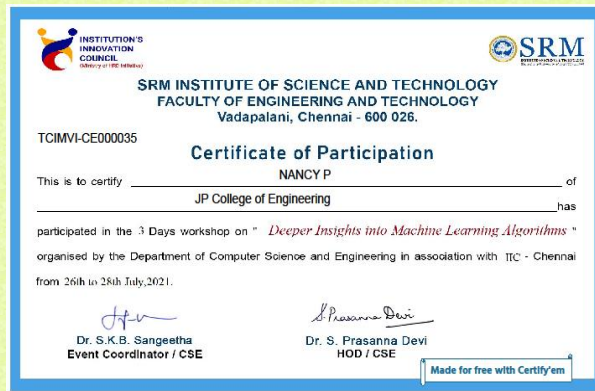 INSTITUTION'S
INNOVATION
COUNCIL
(Ministry of HRD Initiative)
SRM
SRM INSTITUTE OF SCIENCE AND TECHNOLOGY
FACULTY OF ENGINEERING AND TECHNOLOGY
Vadapalani, Chennai - 600 026.
TCIMVI-CE000035
Certificate of Participation
This is to certify NANCY P of
JP College of Engineering has
participated in the 3 Days workshop on " Deeper Insights into Machine Learning Algorithms "
organised by the Department of Computer Science and Engineering in association with IIC - Chennai
from 26th to 28th July,2021.
S.Prasanna Devi
Dr. S.K.B. Sangeetha
Event Coordinator / CSE
Dr. S. Prasanna Devi
HOD / CSE
Made for free with Certify'em